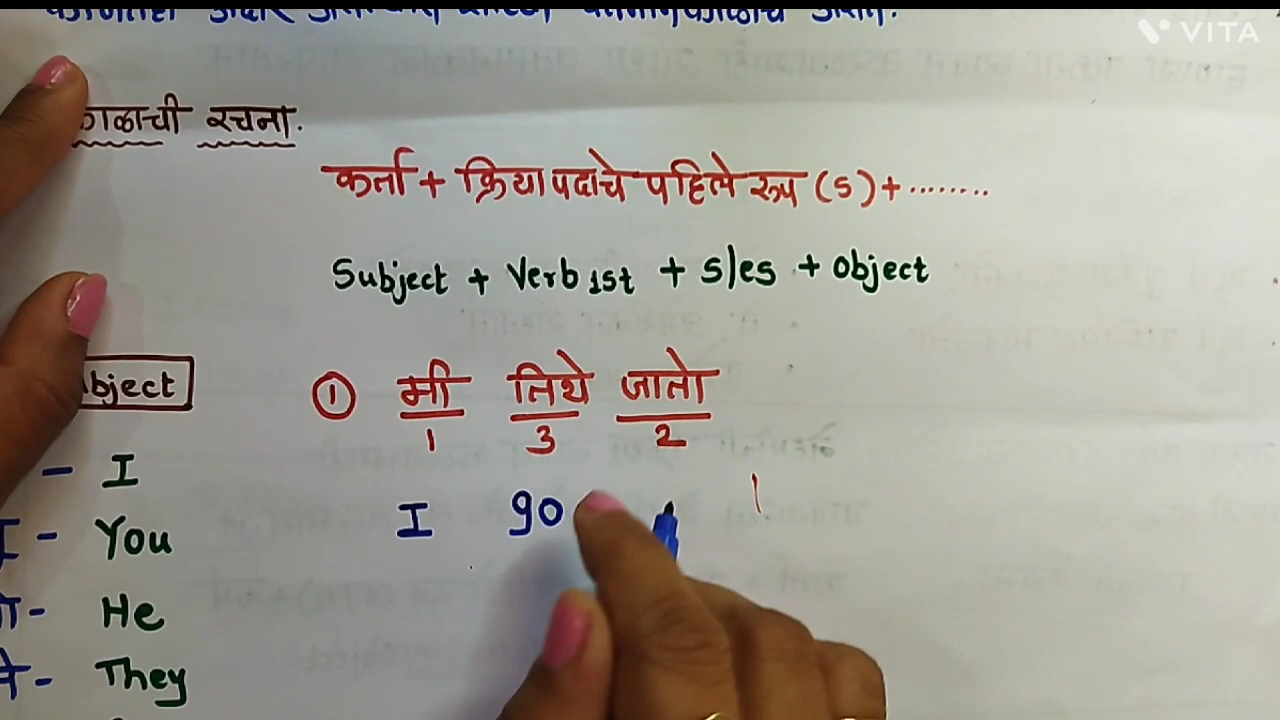 VITA
काळाची रचना.
कर्ता + क्रियापदाचे पहिले रूप (s) + ........
Subject + Verb 1st + s/es + Object
① मी तिथे जातो
1 3 2
bject
- I
I go
- You
- He
- They